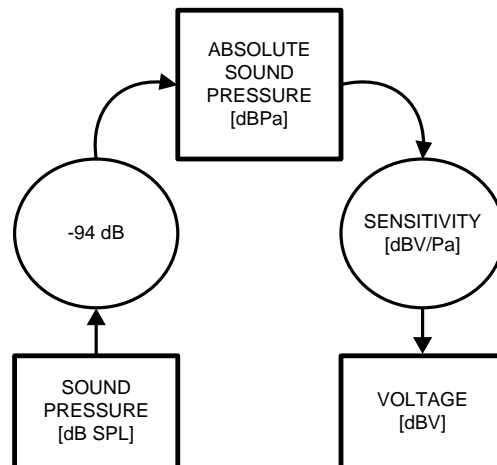 ABSOLUTE
SOUND
PRESSURE
[dBPa]
-94 dB
SENSITIVITY
[dBV/Pa]
SOUND
PRESSURE
[dB SPL]
VOLTAGE
[dBV]